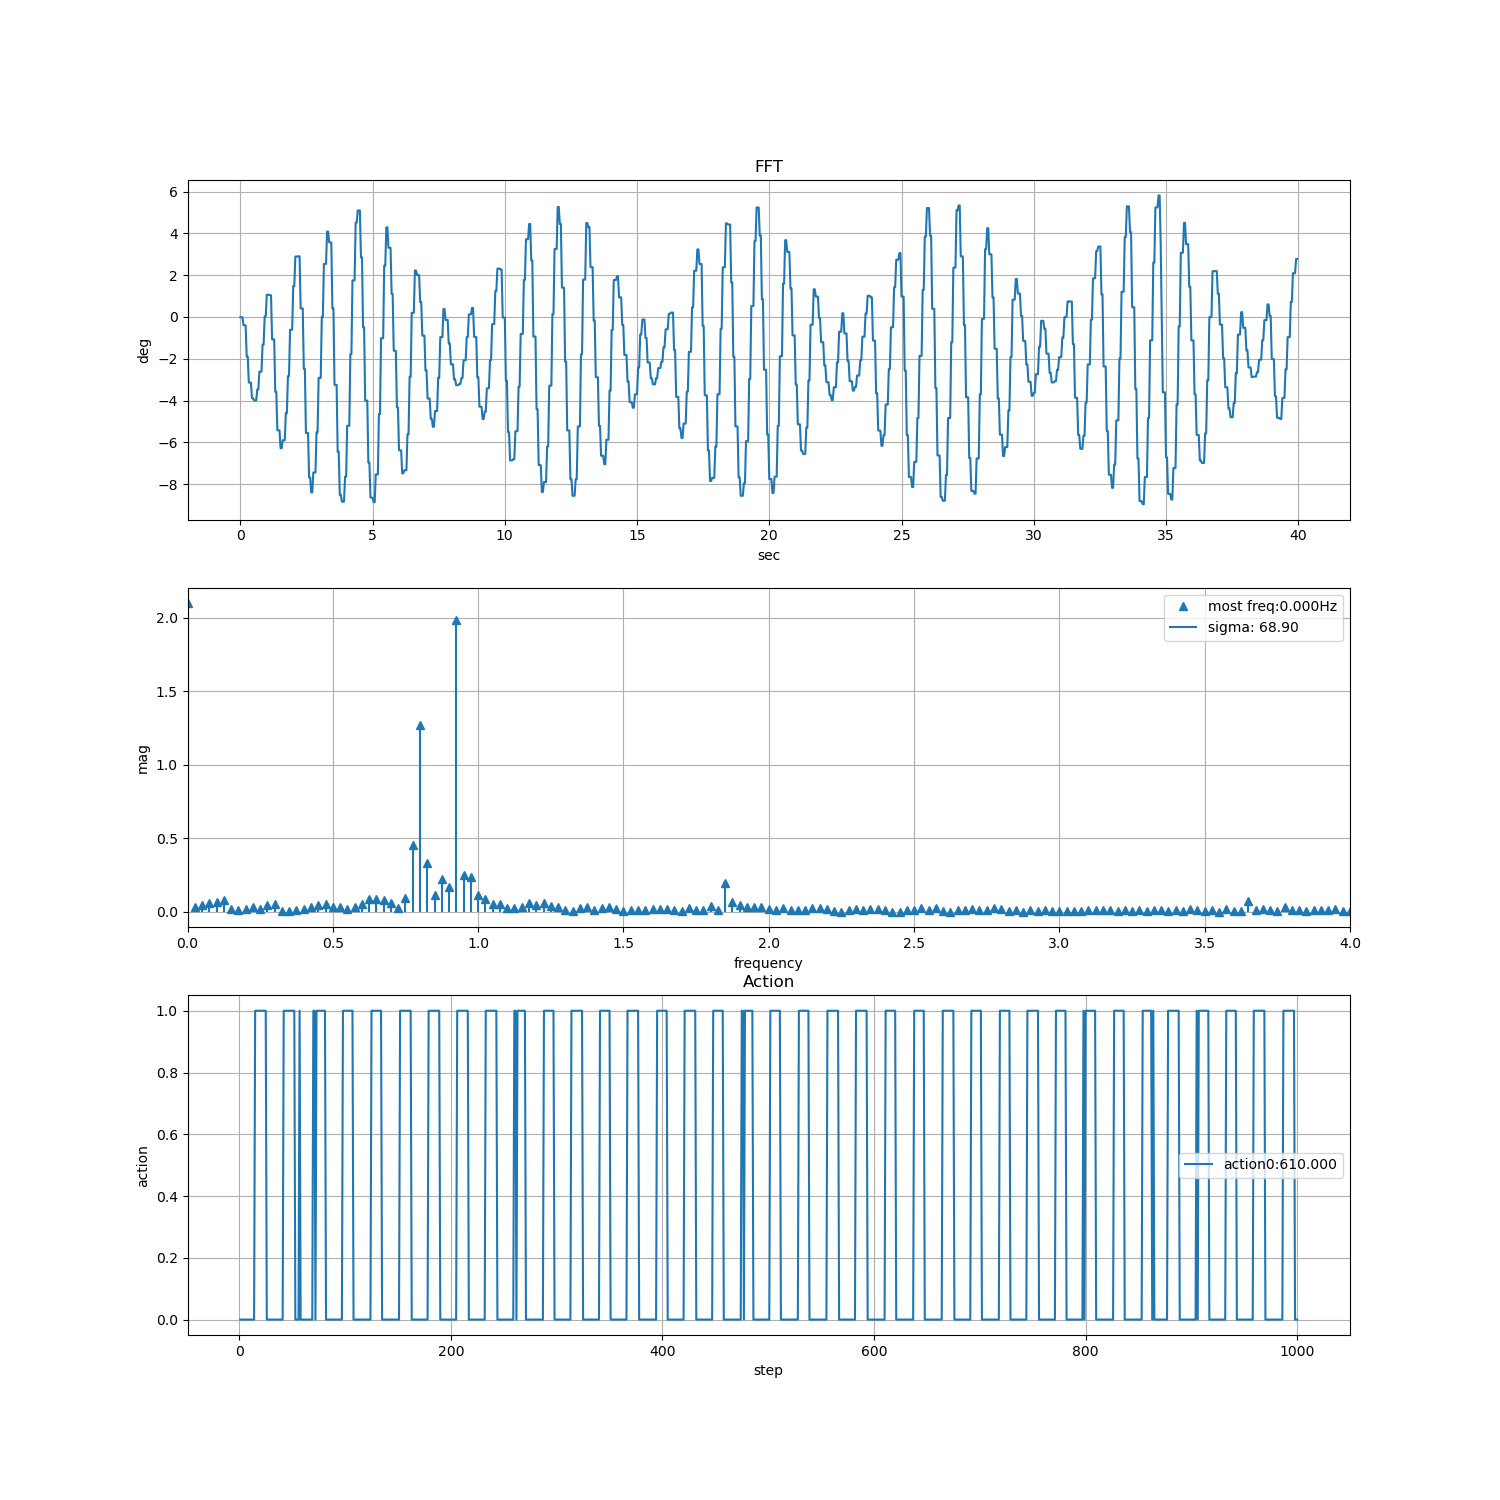 FFT
6
4
2
0
−2
−4
−6
−8
deg
0 5 10 15 20 25 30 35 40
sec
2.0
1.5
1.0
0.5
0.0
mag
most freq:0.000Hz
sigma: 68.90
0.0 0.5 1.0 1.5 2.0 2.5 3.0 3.5 4.0
frequency
Action
1.0
0.8
0.6
0.4
0.2
0.0
action
action0:610.000
0 200 400 600 800 1000
step